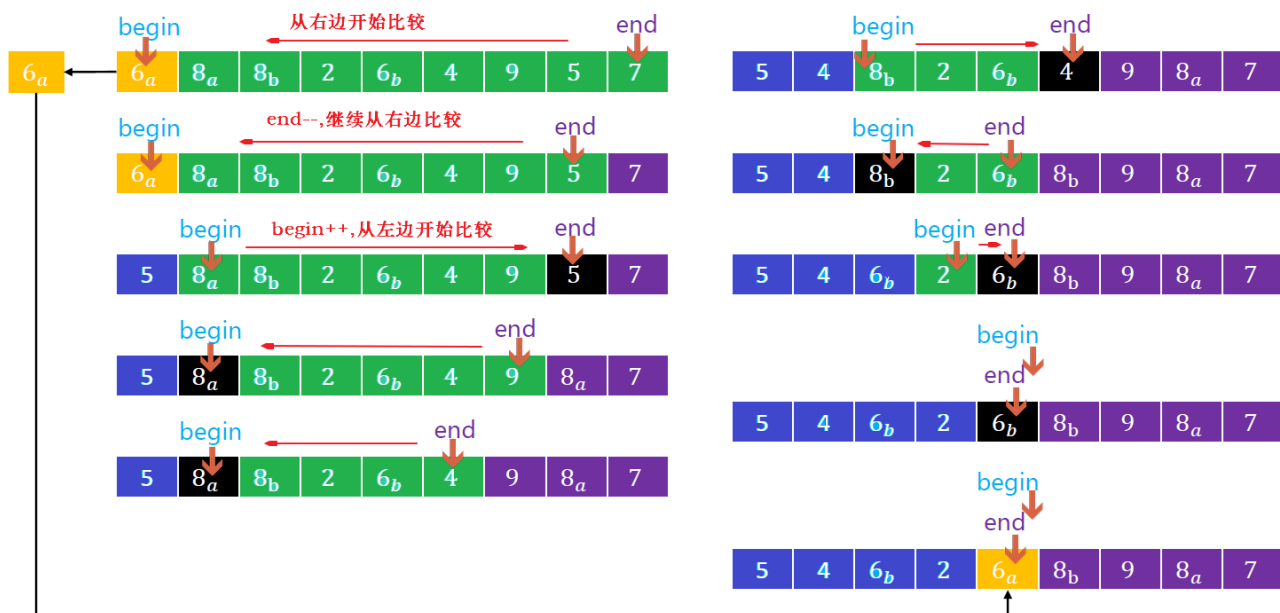 begin 从右边开始比较 end
6a 6a 8a 8b 2 6b 4 9 5 7
begin end--,继续从右边比较 end
6a 8a 8b 2 6b 4 9 5 7
begin begin++,从左边开始比较 end
5 8a 8b 2 6b 4 9 5 7
begin end
5 8a 8b 2 6b 4 9 8a 7
begin end
5 8a 8b 2 6b 4 9 8a 7
begin end
5 4 8b 2 6b 4 9 8a 7
begin end
5 4 8b 2 6b 8b 9 8a 7
begin end
5 4 6b 2 6b 8b 9 8a 7
begin
end
5 4 6b 2 6b 8b 9 8a 7
begin
end
5 4 6b 2 6a 8b 9 8a 7